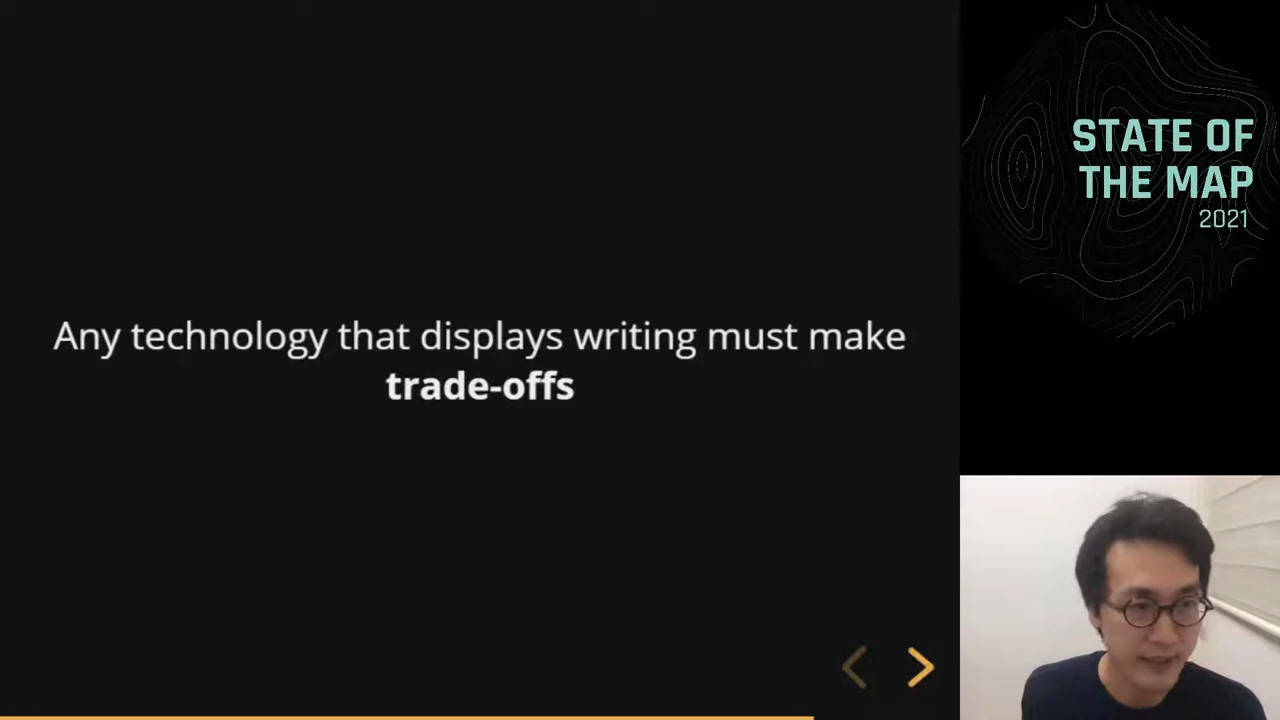 Any technology that displays writing must make
trade-offs
STATE OF
THE MAP
2021